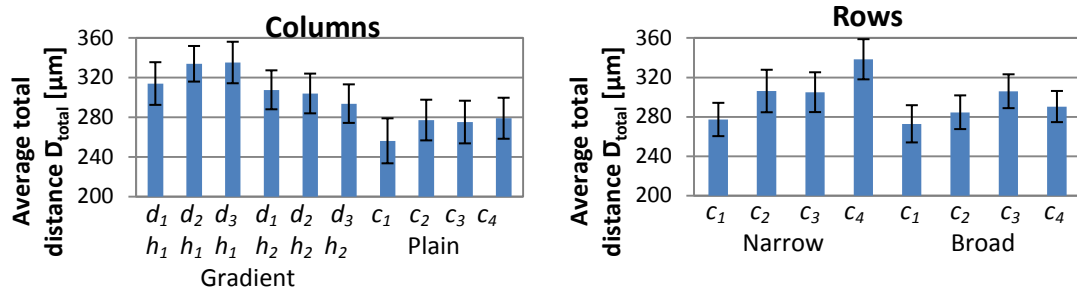 Columns
Average total
distance D̅total [µm]
360
320
280
240
200
d1 d2 d3 d1 d2 d3 c1 c2 c3 c4
h1 h1 h1 h2 h2 h2 Plain
Gradient
Rows
Average total
distance D̅total [µm]
360
320
280
240
200
c1 c2 c3 c4 c1 c2 c3 c4
Narrow Broad